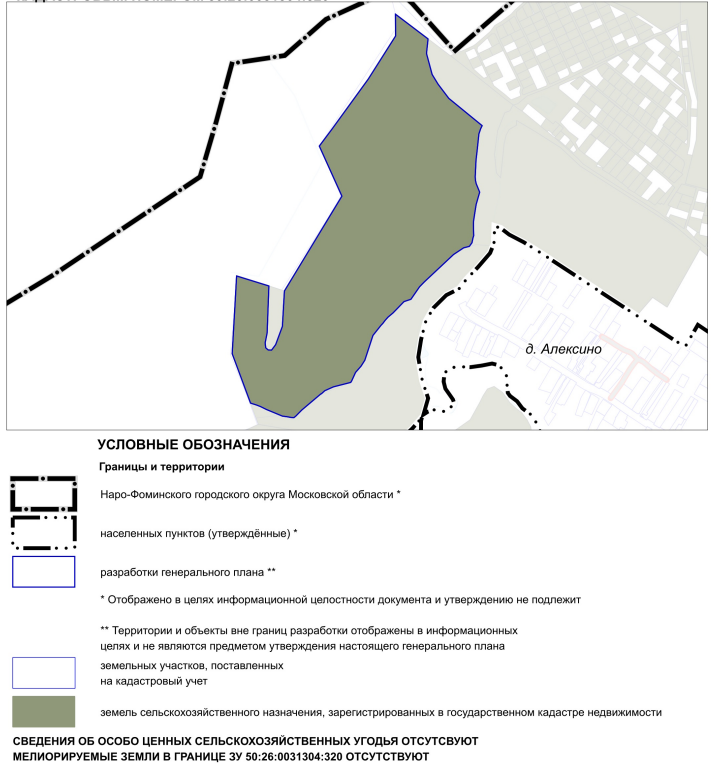 д. Алексино
УСЛОВНЫЕ ОБОЗНАЧЕНИЯ
Границы и территории
Наро-Фоминского городского округа Московской области *
населенных пунктов (утверждённые) *
разработки генерального плана **
* Отображено в целях информационной целостности документа и утверждению не подлежит
** Территории и объекты вне границ разработки отображены в информационных
целях и не являются предметом утверждения настоящего генерального плана
земельных участков, поставленных
на кадастровый учет
земель сельскохозяйственного назначения, зарегистрированных в государственном кадастре недвижимости
СВЕДЕНИЯ ОБ ОСОБО ЦЕННЫХ СЕЛЬСКОХОЗЯЙСТВЕННЫХ УГОДЬЯ ОТСУТСВУЮТ
МЕЛИОРИРУЕМЫЕ ЗЕМЛИ В ГРАНИЦЕ ЗУ 50:26:0031304:320 ОТСУТСТВУЮТ